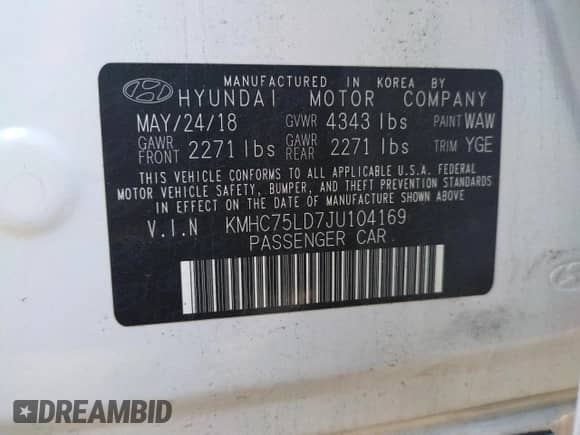 MANUFACTURED IN KOREA BY
HYUNDAI MOTOR COMPANY
MAY/24/18 GVWR 4343 lbs PAINT WAW
GAWR FRONT 2271 lbs GAWR REAR 2271 lbs TRIM YGE
THIS VEHICLE CONFORMS TO ALL APPLICABLE U.S.A. FEDERAL
MOTOR VEHICLE SAFETY, BUMPER, AND THEFT PREVENTION STANDARDS
IN EFFECT ON THE DATE OF MANUFACTURE SHOWN ABOVE
V.I.N KMHC75LD7JU104169
PASSENGER CAR
DREAMBID